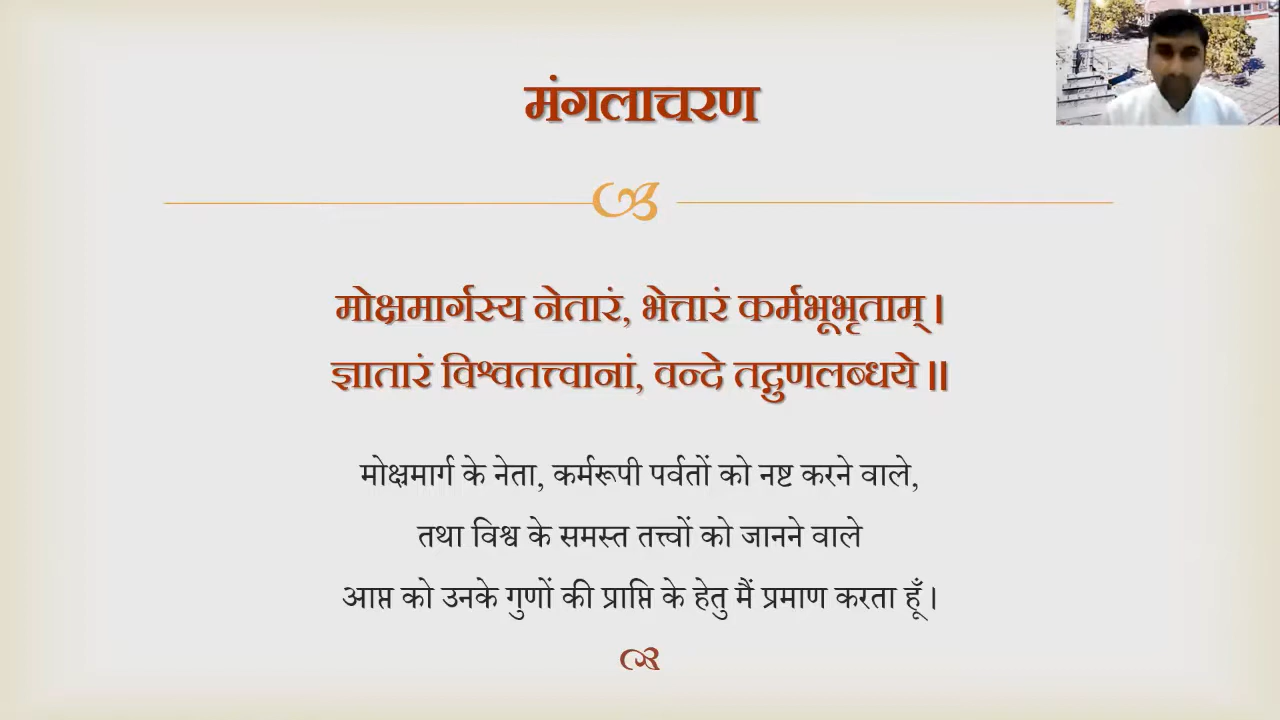 मंगलाचरण
मोक्षमार्गस्य नेतारं, भेत्तारं कर्मभूभृताम् ।
ज्ञातारं विश्वतत्त्वानां, वन्दे तद्गुणलब्धये ॥
मोक्षमार्ग के नेता, कर्मरूपी पर्वतों को नष्ट करने वाले,
तथा विश्व के समस्त तत्त्वों को जानने वाले
आप्त को उनके गुणों की प्राप्ति के हेतु मैं प्रमाण करता हूँ ।